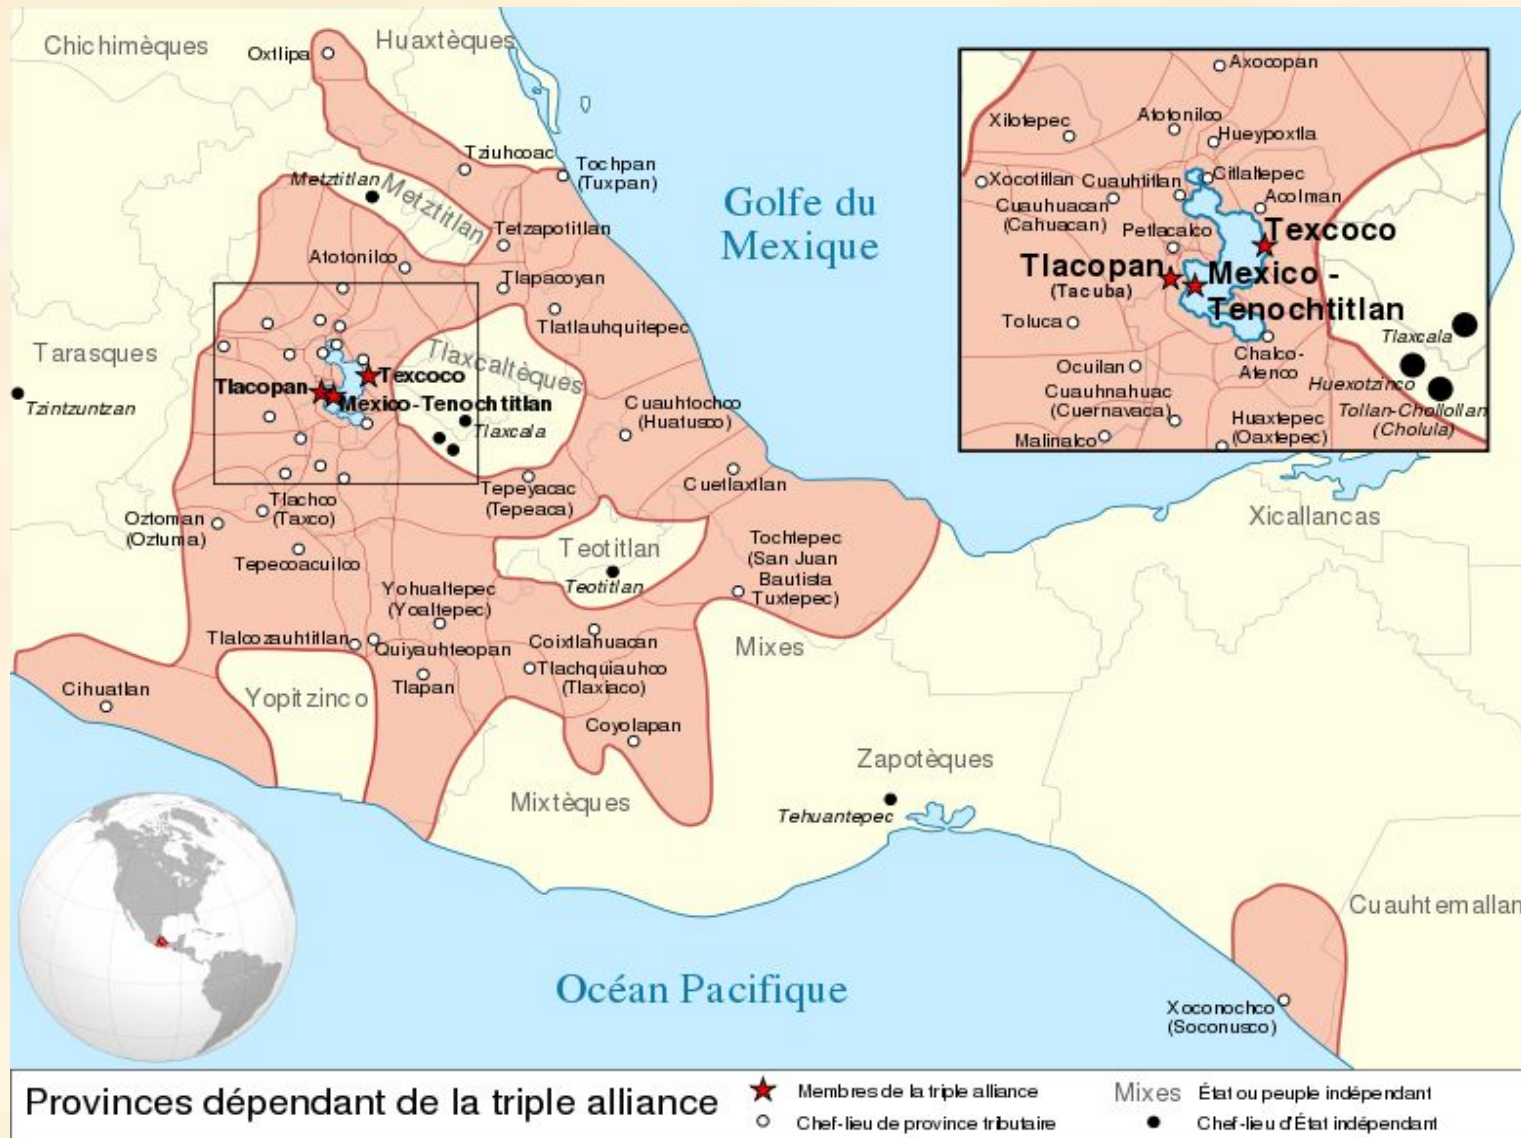 Chichimèques
Huaxtèques
Oxtlipa
Tziuhcoac
Tochpan
(Tuxpan)
Metztitlan
Metztitlan
Tetzapotitlan
Atotonilco
Tlapacoyan
Tlatlauhquitepec
Golfe du
Mexique
Tarasques
Tzintzuntzan
Tlaxcaltèques
Tlacopan
Texcoco
Mexico-Tenochtitlan
Tlaxcala
Cuauhtochco
(Huatusco)
Cuetlaxtlan
Tepeyacac
(Tepeaca)
Tlachco
(Taxco)
Oztoman
(Oztuma)
Tepecoacuilco
Teotitlan
Teotitlan
Tochtepec
(San Juan
Bautista
Tuxtepec)
Yohualtepec
(Yoaltepec)
Tlalcozauhtitlan
Quiyauhteopan
Tlapan
Coixtlahuacan
Tlachquiauhco
(Tlaxiaco)
Coyolapan
Mixes
Cihuatlan
Yopitzinco
Mixtèques
Zapotèques
Tehuantepec
Xicallancas
Cuauhtemallan
Xoconochco
(Soconusco)
Océan Pacifique
Axocopan
Xilotepec
Atotonilco
Hueypoxtla
Xocotitlan
Cuauhtitlan
Citlaltepec
Cuauhuacan
(Cahuacan)
Acolman
Petlacalco
Texcoco
Tlacopan
(Tacuba)
Mexico -
Tenochtitlan
Toluca
Tlaxcala
Chalco-
Atenco
Ocuilan
Huexotzinco
Cuauhnahuac
(Cuernavaca)
Tollan-Chollollan
(Cholula)
Malinalco
Huaxtepec
(Oaxtepec)
Provinces dépendant de la triple alliance
Membres de la triple alliance
Chef-lieu de province tributaire
Mixes
État ou peuple indépendant
Chef-lieu d'État indépendant